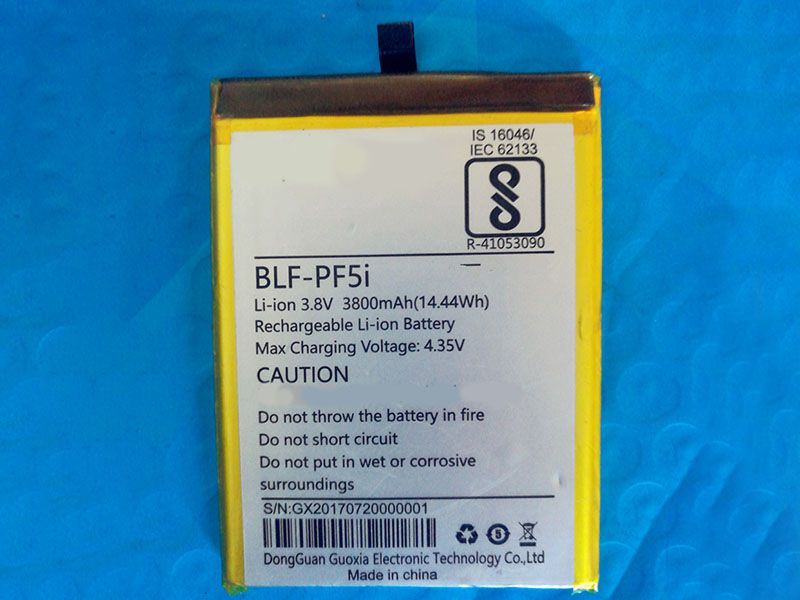 IS 16046/
IEC 62133
R-41053090
BLF-PF5i
Li-ion 3.8V 3800mAh(14.44Wh)
Rechargeable Li-ion Battery
Max Charging Voltage: 4.35V
CAUTION
Do not throw the battery in fire
Do not short circuit
Do not put in wet or corrosive
surroundings
S/N:GX20170720000001
5
DongGuan Guoxia Electronic Technology Co.,Ltd
Made in china